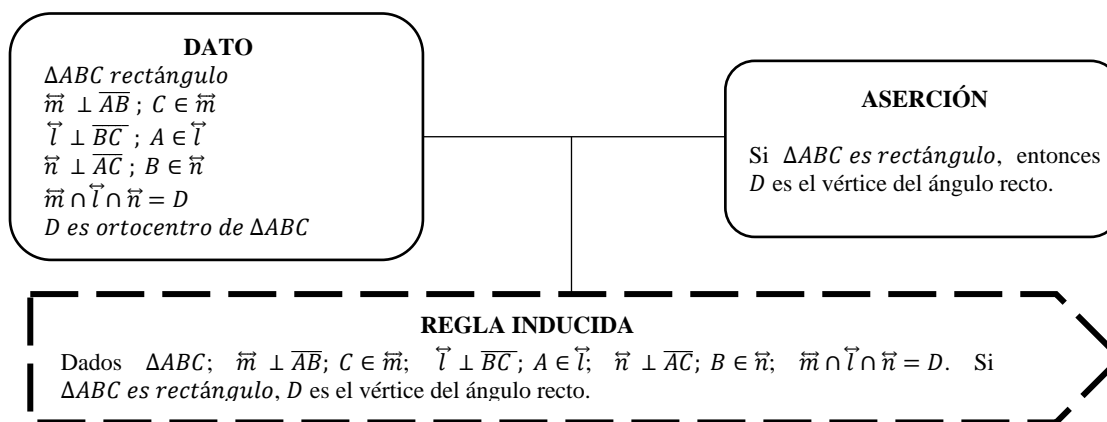 DATO
Δ𝐴𝐵𝐶 𝑟𝑒𝑐𝑡á𝑛𝑔𝑢𝑙𝑜
𝑚⃡ ⊥ 𝐴𝐵̅̅̅̅ ; 𝐶 ∈ 𝑚⃡
𝑙⃡ ⊥ 𝐵𝐶̅̅̅̅ ; 𝐴 ∈ 𝑙⃡
𝑛⃡ ⊥ 𝐴𝐶̅̅̅̅ ; 𝐵 ∈ 𝑛⃡
𝑚⃡ ∩ 𝑙⃡ ∩ 𝑛⃡ = 𝐷
𝐷 𝑒𝑠 𝑜𝑟𝑡𝑜𝑐𝑒𝑛𝑡𝑟𝑜 𝑑𝑒 Δ𝐴𝐵𝐶
ASERCIÓN
Si Δ𝐴𝐵𝐶 𝑒𝑠 𝑟𝑒𝑐𝑡á𝑛𝑔𝑢𝑙𝑜, entonces
𝐷 es el vértice del ángulo recto.
REGLA INDUCIDA
Dados Δ𝐴𝐵𝐶; 𝑚⃡ ⊥ 𝐴𝐵̅̅̅̅; 𝐶 ∈ 𝑚⃡; 𝑙⃡ ⊥ 𝐵𝐶̅̅̅̅; 𝐴 ∈ 𝑙⃡; 𝑛⃡ ⊥ 𝐴𝐶̅̅̅̅; 𝐵 ∈ 𝑛⃡; 𝑚⃡ ∩ 𝑙⃡ ∩ 𝑛⃡ = 𝐷. Si
Δ𝐴𝐵𝐶 𝑒𝑠 𝑟𝑒𝑐𝑡á𝑛𝑔𝑢𝑙𝑜, 𝐷 es el vértice del ángulo recto.